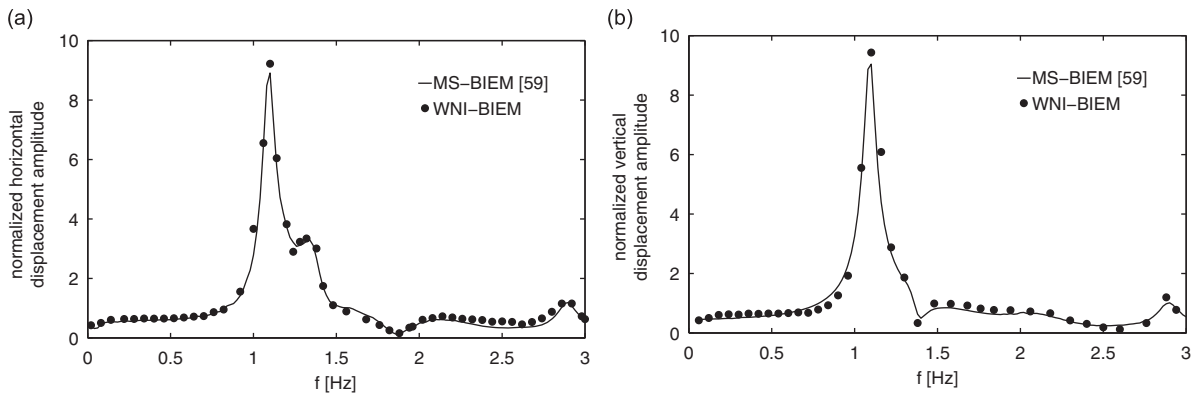 (a)
normalized horizontal
displacement amplitude
10
8
6
4
2
0
0 0.5 1 1.5 2 2.5 3
f [Hz]
MS-BIEM [59]
WNI-BIEM
(b)
normalized vertical
displacement amplitude
10
8
6
4
2
0
0 0.5 1 1.5 2 2.5 3
f [Hz]
MS-BIEM [59]
WNI-BIEM